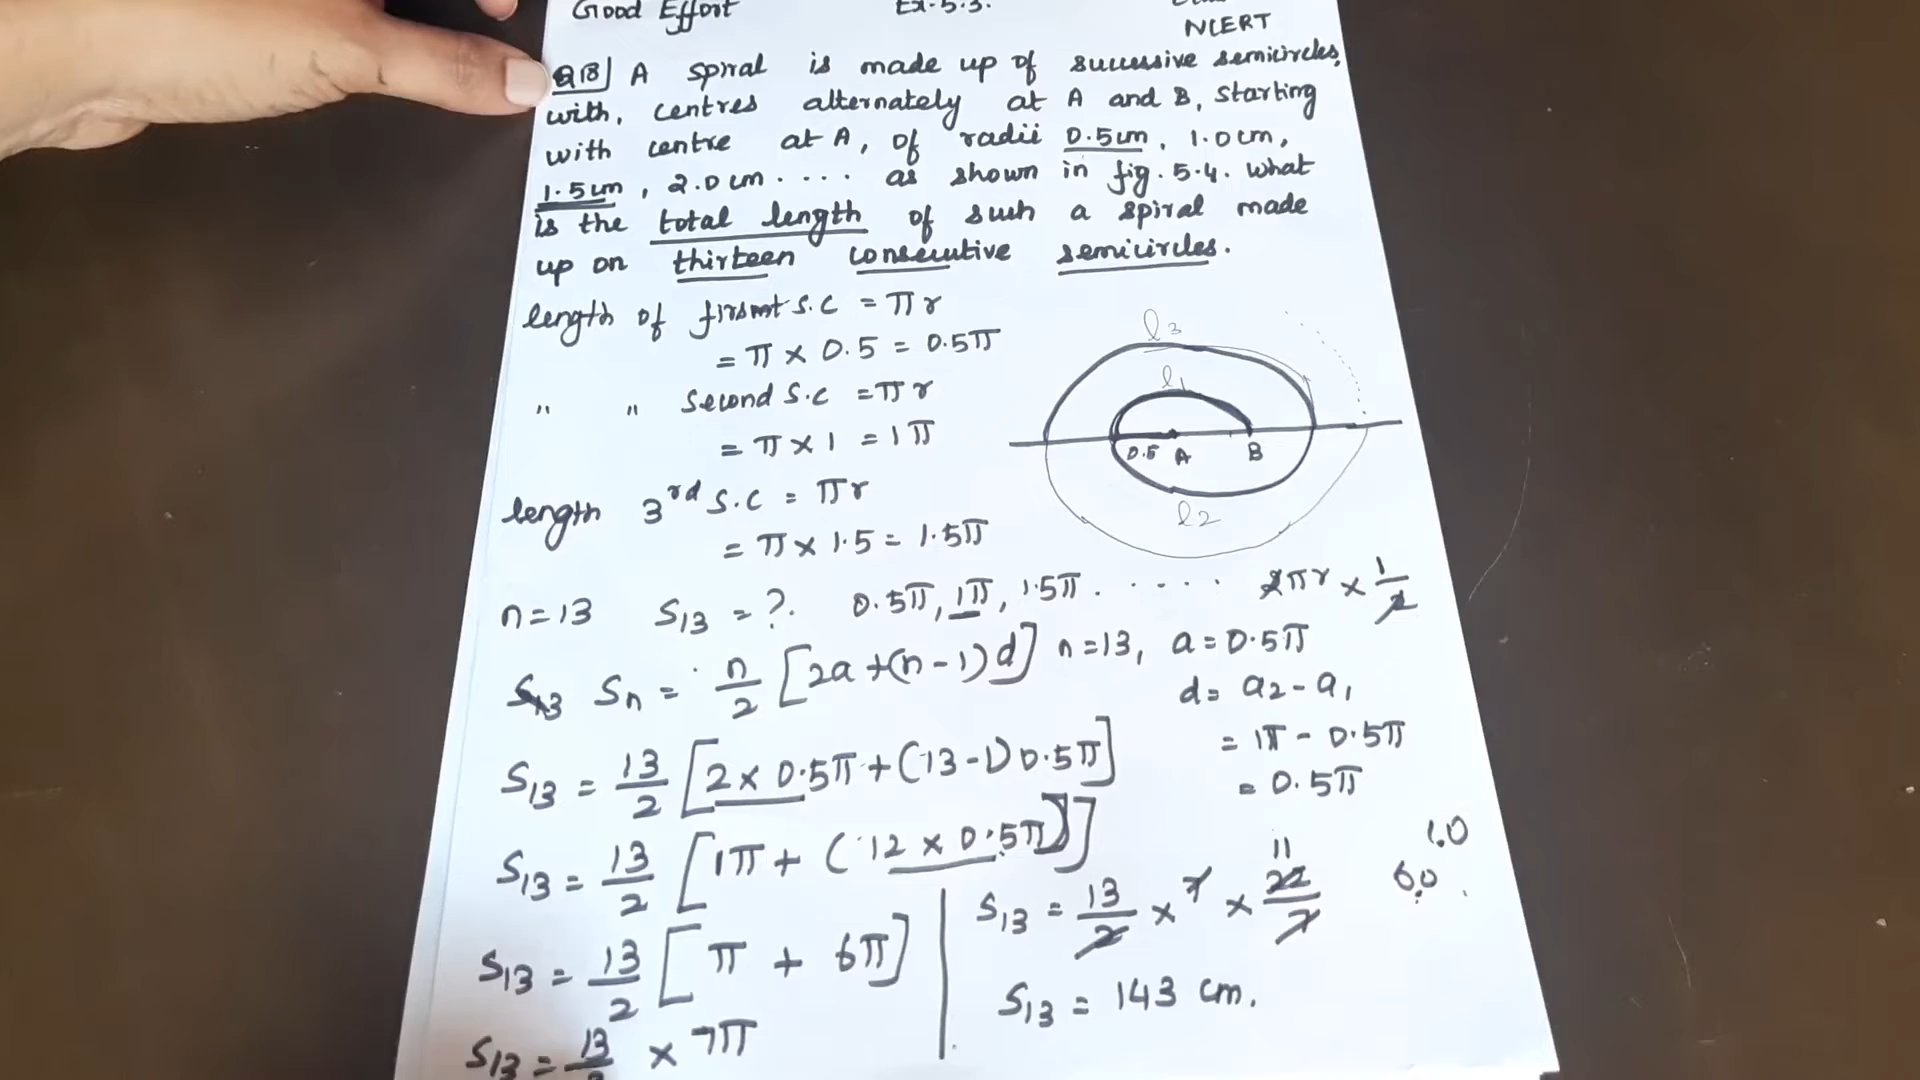 Good Effort Ex-5.3.
NCERT
Q18] A spiral is made up of successive semicircles,
with, centres alternately at A and B, starting
with centre at A, of radii 0.5cm, 1.0cm,
1.5cm, 2.0cm.... as shown in fig. 5.4. what
is the total length of such a spiral made
up on thirteen consecutive semicircles.
length of first S.C = πr
= π × 0.5 = 0.5π
" " Second S.C = πr
= π × 1 = 1π
length 3rd S.C = πr
= π × 1.5 = 1.5π
l3
l1
0.5 A B
l2
n=13 S13 = ?. 0.5π, 1π, 1.5π..... 2πr × 1/2
S13 Sn = n/2 [2a+(n-1)d] n=13, a=0.5π
d= a2-a1
= 1π - 0.5π
= 0.5π
S13 = 13/2 [2×0.5π+(13-1)0.5π]
S13 = 13/2 [1π+(12×0.5π)]
S13 = 13/2 [π + 6π]
S13 = 13/2 × 7π
S13 = 13/2 × 7 × 22/7
11
S13 = 143 cm.
1.0
6.0